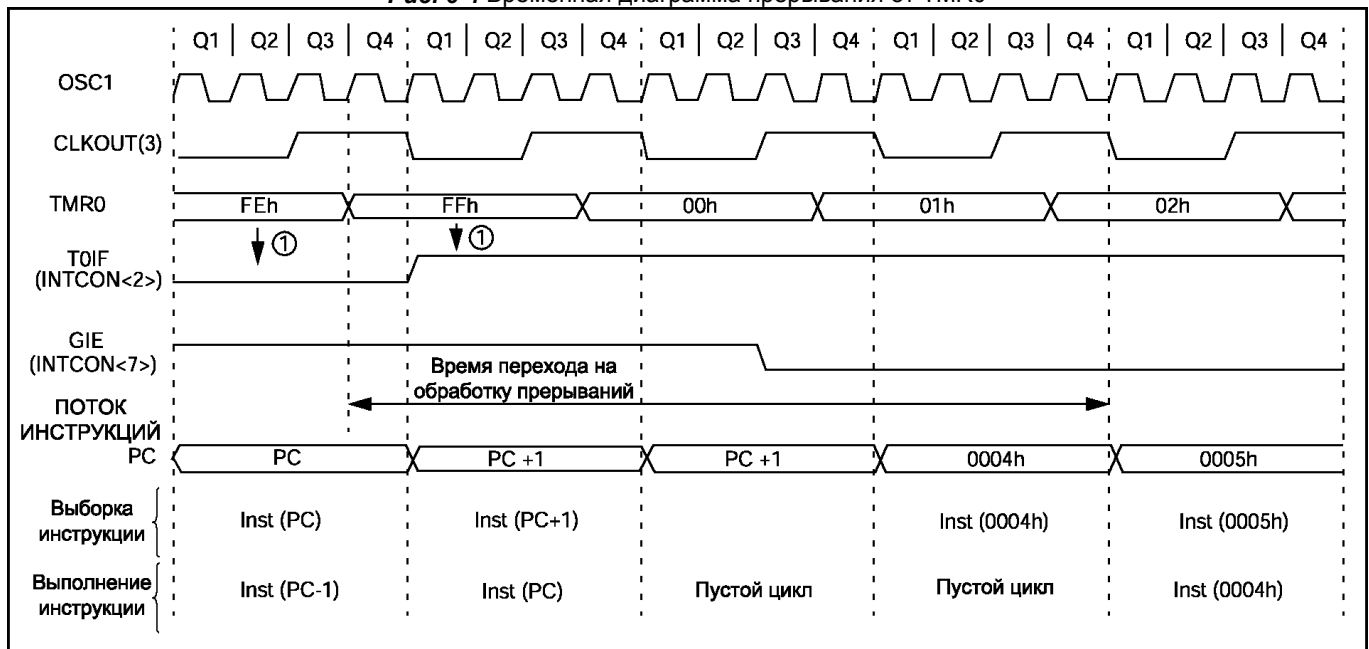 Временная диаграмма прерывания от TMR0
Q1 Q2 Q3 Q4 Q1 Q2 Q3 Q4 Q1 Q2 Q3 Q4 Q1 Q2 Q3 Q4 Q1 Q2 Q3 Q4
OSC1
CLKOUT(3)
TMR0 FEh FFh 00h 01h 02h
① ①
T0IF
(INTCON<2>)
GIE
(INTCON<7>)
Время перехода на
обработку прерываний
ПОТОК
ИНСТРУКЦИЙ
PC PC PC +1 PC +1 0004h 0005h
Выборка
инструкции
Inst (PC) Inst (PC+1) Inst (0004h) Inst (0005h)
Выполнение
инструкции
Inst (PC-1) Inst (PC) Пустой цикл Пустой цикл Inst (0004h)